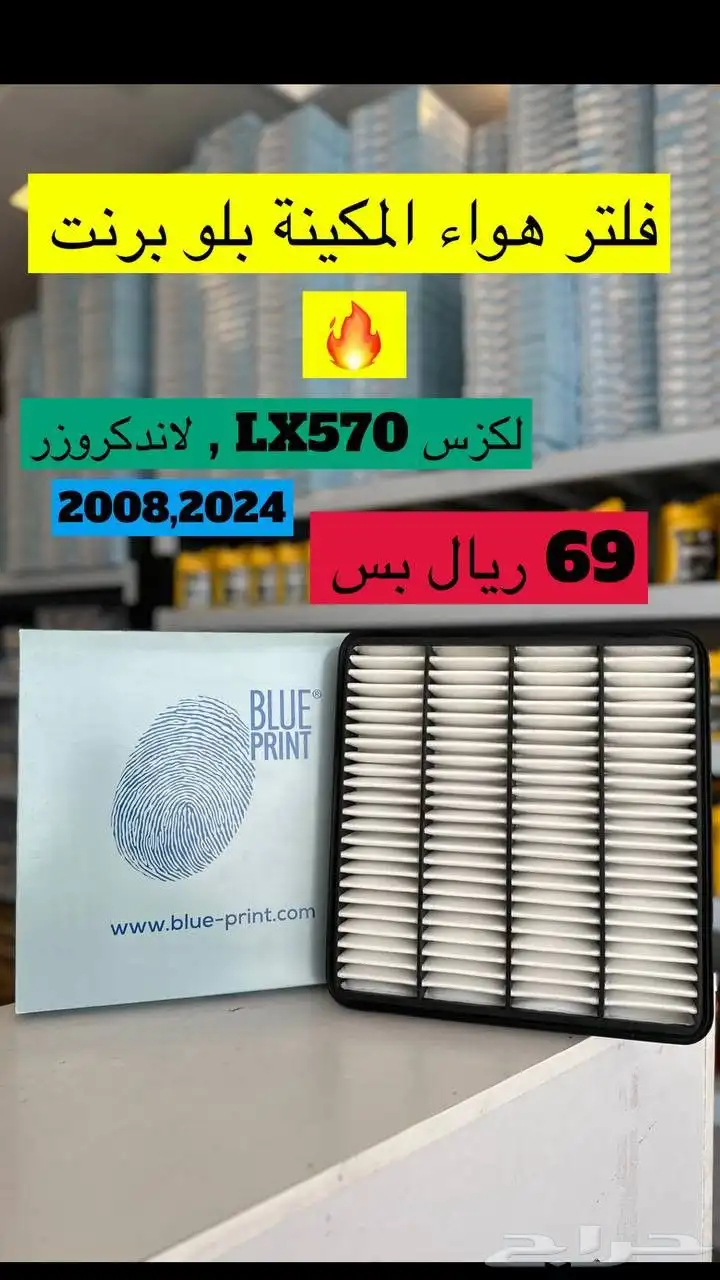 فلتر هواء المكينة بلو برنت
🔥
لكزس LX570 , لاندكروزر
2008,2024
69 ريال بس
BLUE®
PRINT
www.blue-print.com
حراج